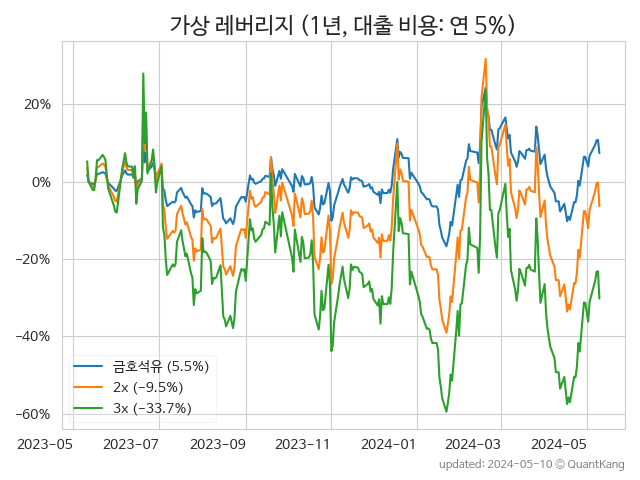 가상 레버리지 (1년, 대출 비용: 연 5%)
20%
0%
−20%
−40%
−60%
금호석유 (5.5%)
2x (−9.5%)
3x (−33.7%)
2023-05 2023-07 2023-09 2023-11 2024-01 2024-03 2024-05
updated: 2024-05-10 © QuantKang